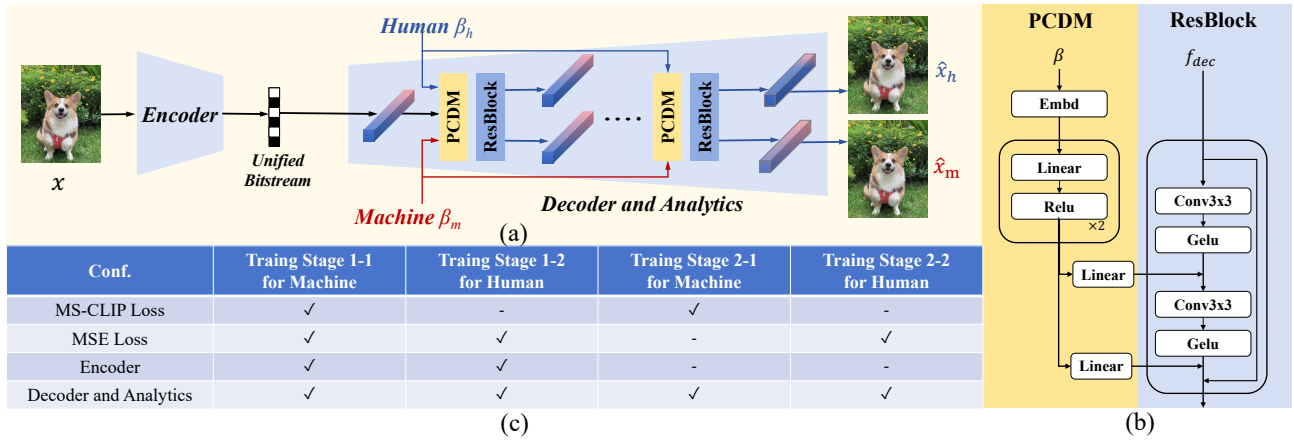 Human βₕ
x
Encoder
Unified
Bitstream
PCDM
ResBlock
....
PCDM
ResBlock
x̂ₕ
x̂ₘ
Machine βₘ
Decoder and Analytics
(a)
Conf.
Traing Stage 1-1
for Machine
Traing Stage 1-2
for Human
Traing Stage 2-1
for Machine
Traing Stage 2-2
for Human
MS-CLIP Loss ✓ - ✓ -
MSE Loss ✓ ✓ - ✓
Encoder ✓ ✓ - -
Decoder and Analytics ✓ ✓ ✓ ✓
(c)
PCDM
ResBlock
β
f_dec
Embd
Linear
Relu
×2
Linear
Linear
Conv3x3
Gelu
Conv3x3
Gelu
(b)